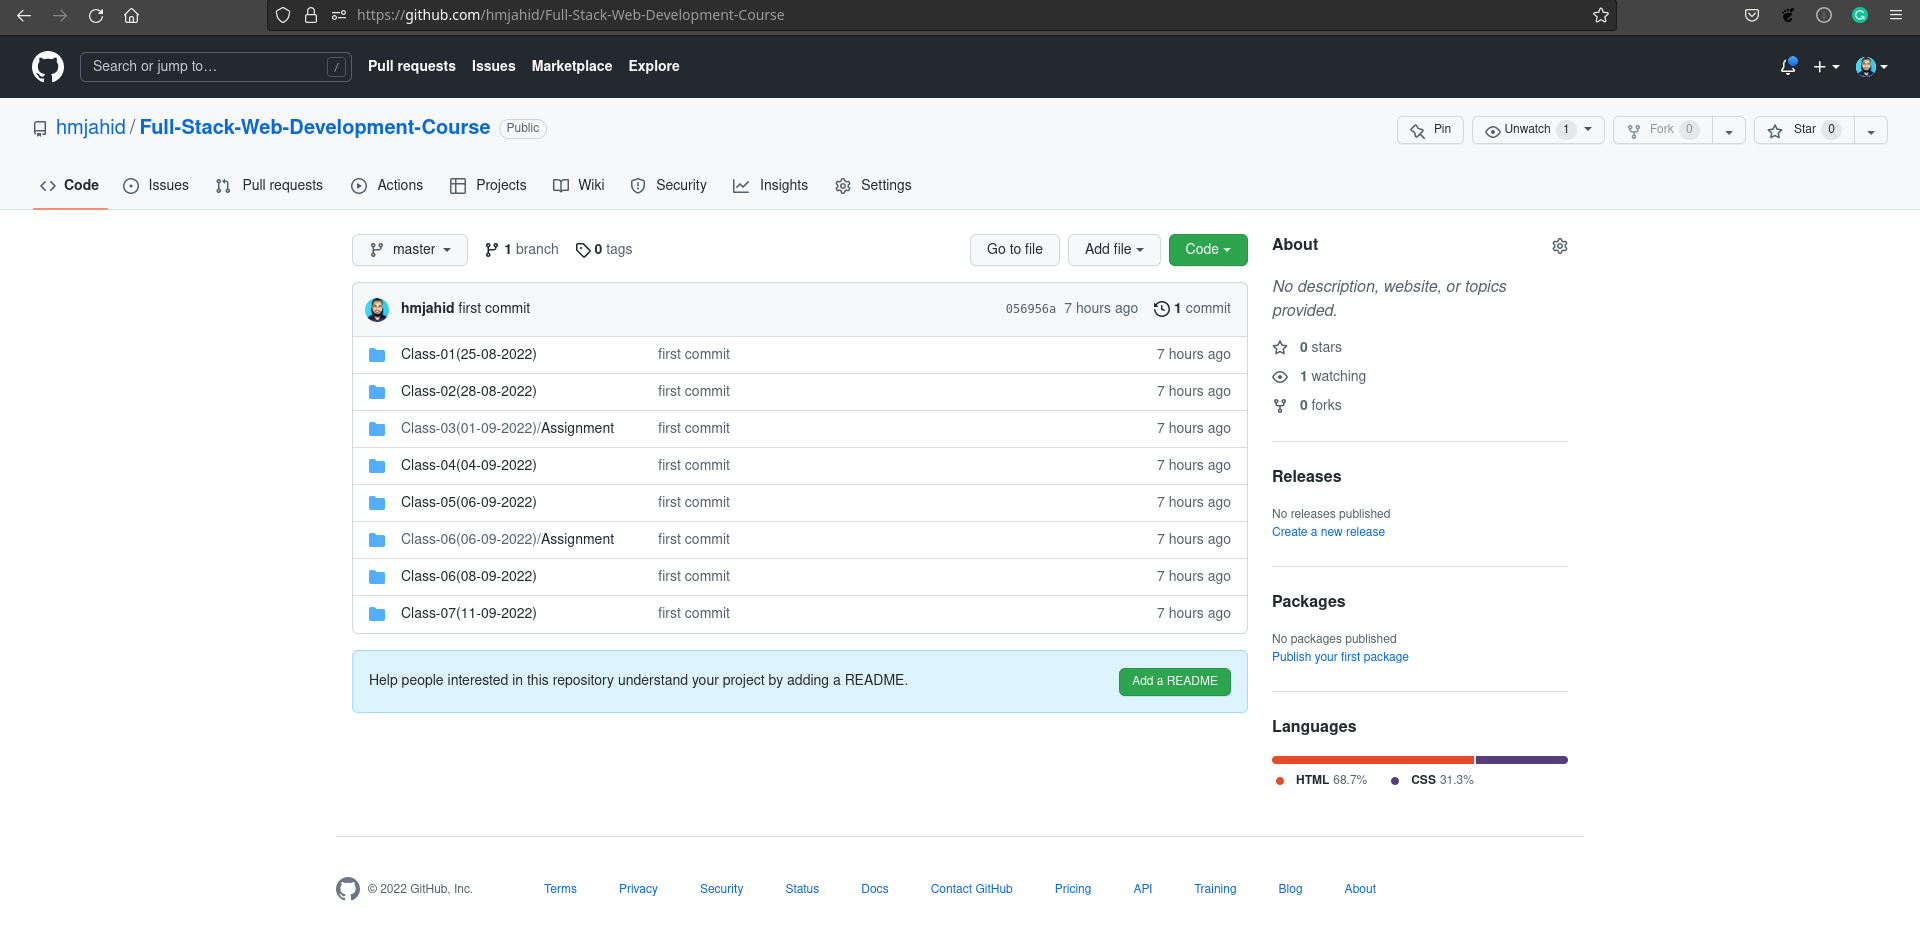 https://github.com/hmjahid/Full-Stack-Web-Development-Course
Search or jump to… / Pull requests Issues Marketplace Explore
hmjahid / Full-Stack-Web-Development-Course Public
Pin Unwatch 1 Fork 0 Star 0
Code Issues Pull requests Actions Projects Wiki Security Insights Settings
master 1 branch 0 tags Go to file Add file Code
hmjahid first commit 056956a 7 hours ago 1 commit
Class-01(25-08-2022) first commit 7 hours ago
Class-02(28-08-2022) first commit 7 hours ago
Class-03(01-09-2022)/Assignment first commit 7 hours ago
Class-04(04-09-2022) first commit 7 hours ago
Class-05(06-09-2022) first commit 7 hours ago
Class-06(06-09-2022)/Assignment first commit 7 hours ago
Class-06(08-09-2022) first commit 7 hours ago
Class-07(11-09-2022) first commit 7 hours ago
Help people interested in this repository understand your project by adding a README. Add a README
About
No description, website, or topics
provided.
0 stars
1 watching
0 forks
Releases
No releases published
Create a new release
Packages
No packages published
Publish your first package
Languages
HTML 68.7% CSS 31.3%
© 2022 GitHub, Inc. Terms Privacy Security Status Docs Contact GitHub Pricing API Training Blog About